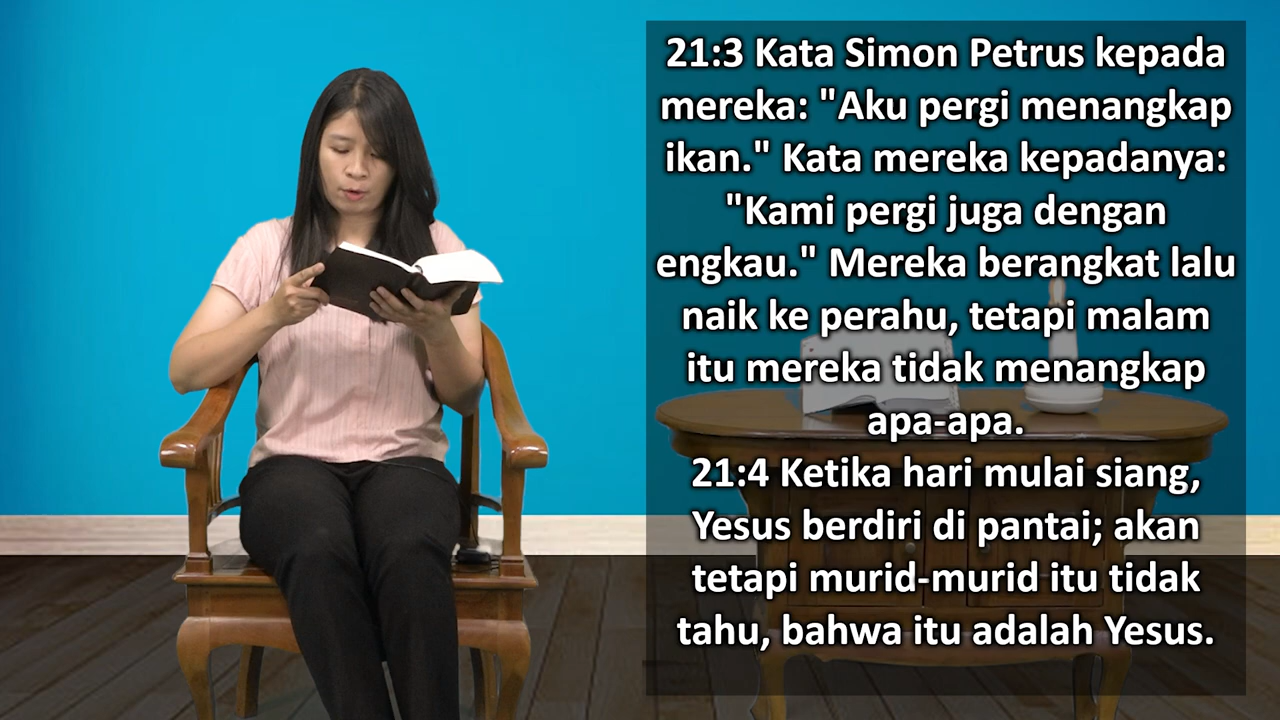 21:3 Kata Simon Petrus kepada
mereka: "Aku pergi menangkap
ikan." Kata mereka kepadanya:
"Kami pergi juga dengan
engkau." Mereka berangkat lalu
naik ke perahu, tetapi malam
itu mereka tidak menangkap
apa-apa.
21:4 Ketika hari mulai siang,
Yesus berdiri di pantai; akan
tetapi murid-murid itu tidak
tahu, bahwa itu adalah Yesus.